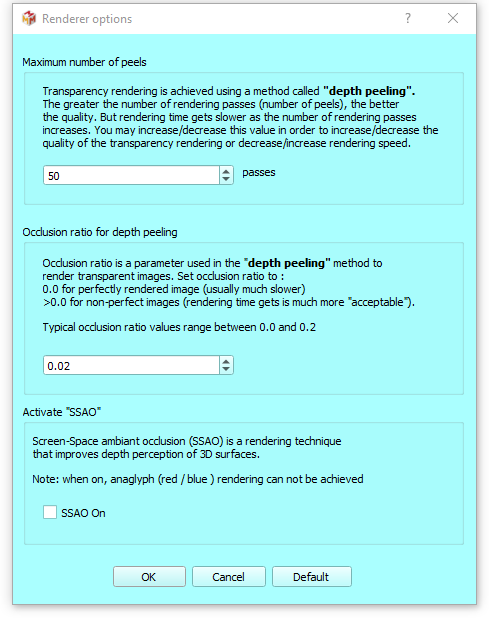 Renderer options
Maximum number of peels
Transparency rendering is achieved using a method called "depth peeling".
The greater the number of rendering passes (number of peels), the better
the quality. But rendering time gets slower as the number of rendering passes
increases. You may increase/decrease this value in order to increase/decrease the
quality of the transparency rendering or decrease/increase rendering speed.
50 passes
Occlusion ratio for depth peeling
Occlusion ratio is a parameter used in the "depth peeling" method to
render transparent images. Set occlusion ratio to :
0.0 for perfectly rendered image (usually much slower)
>0.0 for non-perfect images (rendering time gets is much more "acceptable").
Typical occlusion ratio values range between 0.0 and 0.2
0.02
Activate "SSAO"
Screen-Space ambiant occlusion (SSAO) is a rendering technique
that improves depth perception of 3D surfaces.
Note: when on, anaglyph (red / blue ) rendering can not be achieved
SSAO On
OK Cancel Default